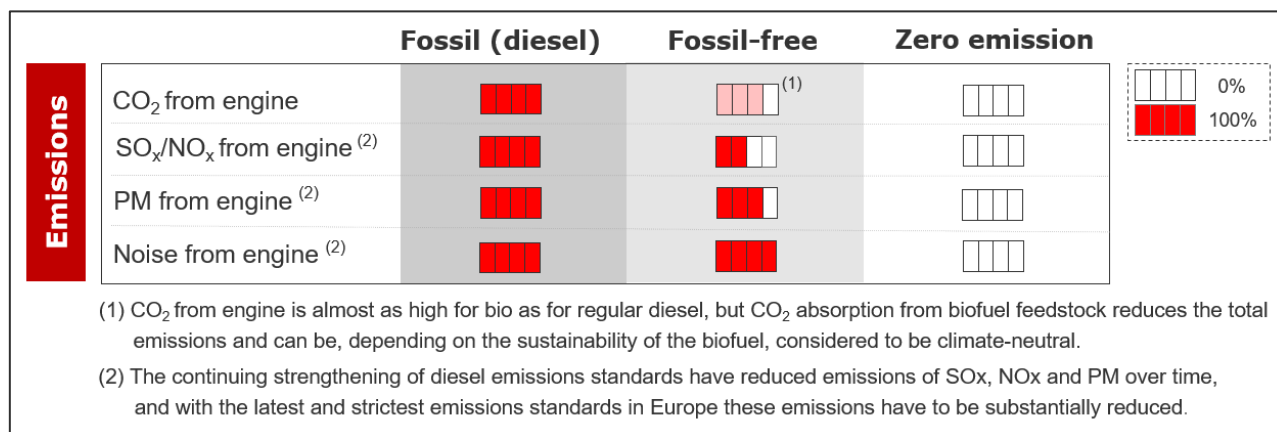 Fossil (diesel) Fossil-free Zero emission
Emissions
CO₂ from engine (1)
SOₓ/NOₓ from engine (2)
PM from engine (2)
Noise from engine (2)
0%
100%
(1) CO₂ from engine is almost as high for bio as for regular diesel, but CO₂ absorption from biofuel feedstock reduces the total
emissions and can be, depending on the sustainability of the biofuel, considered to be climate-neutral.
(2) The continuing strengthening of diesel emissions standards have reduced emissions of SOx, NOx and PM over time,
and with the latest and strictest emissions standards in Europe these emissions have to be substantially reduced.